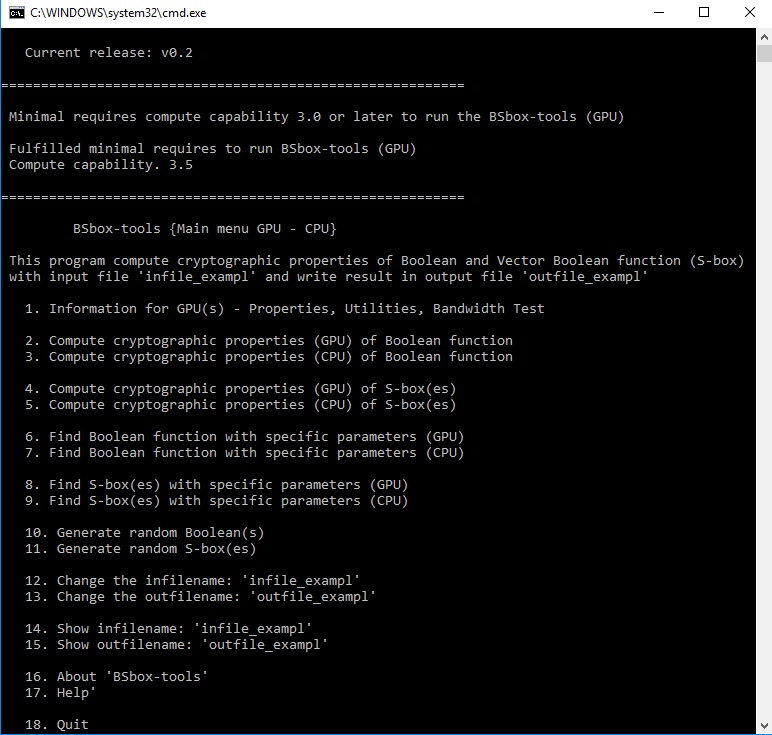 C:\WINDOWS\system32\cmd.exe
Current release: v0.2
==========================================================
Minimal requires compute capability 3.0 or later to run the BSbox-tools (GPU)
Fulfilled minimal requires to run BSbox-tools (GPU)
Compute capability. 3.5
==========================================================
BSbox-tools {Main menu GPU - CPU}
This program compute cryptographic properties of Boolean and Vector Boolean function (S-box)
with input file 'infile_exampl' and write result in output file 'outfile_exampl'
1. Information for GPU(s) - Properties, Utilities, Bandwidth Test
2. Compute cryptographic properties (GPU) of Boolean function
3. Compute cryptographic properties (CPU) of Boolean function
4. Compute cryptographic properties (GPU) of S-box(es)
5. Compute cryptographic properties (CPU) of S-box(es)
6. Find Boolean function with specific parameters (GPU)
7. Find Boolean function with specific parameters (CPU)
8. Find S-box(es) with specific parameters (GPU)
9. Find S-box(es) with specific parameters (CPU)
10. Generate random Boolean(s)
11. Generate random S-box(es)
12. Change the infilename: 'infile_exampl'
13. Change the outfilename: 'outfile_exampl'
14. Show infilename: 'infile_exampl'
15. Show outfilename: 'outfile_exampl'
16. About 'BSbox-tools'
17. Help'
18. Quit